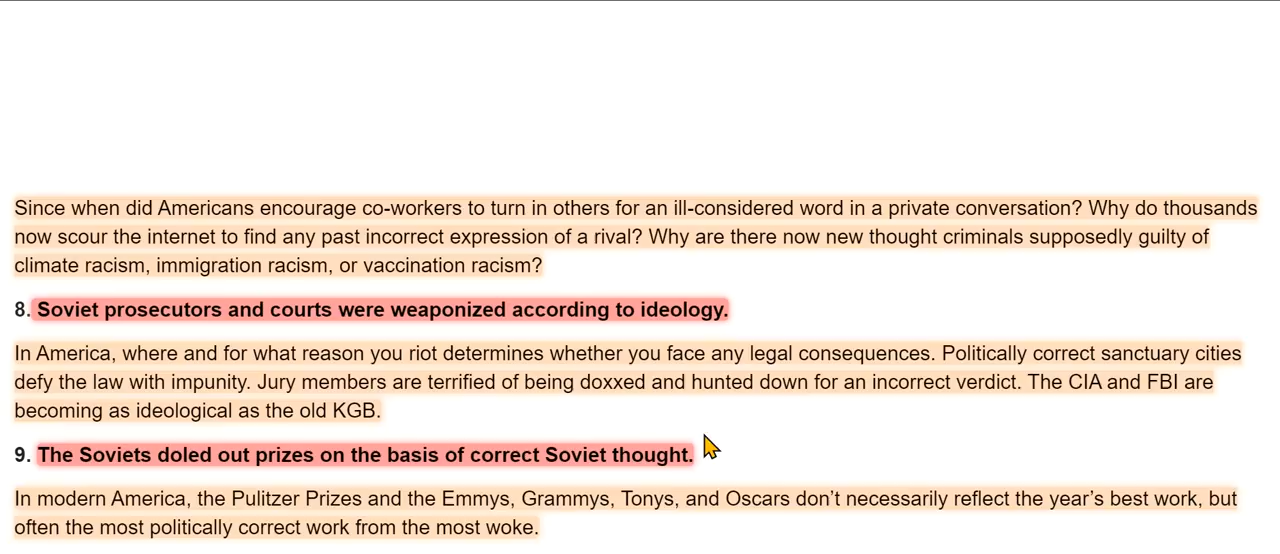 Since when did Americans encourage co-workers to turn in others for an ill-considered word in a private conversation? Why do thousands
now scour the internet to find any past incorrect expression of a rival? Why are there now new thought criminals supposedly guilty of
climate racism, immigration racism, or vaccination racism?
8. Soviet prosecutors and courts were weaponized according to ideology.
In America, where and for what reason you riot determines whether you face any legal consequences. Politically correct sanctuary cities
defy the law with impunity. Jury members are terrified of being doxxed and hunted down for an incorrect verdict. The CIA and FBI are
becoming as ideological as the old KGB.
9. The Soviets doled out prizes on the basis of correct Soviet thought.
In modern America, the Pulitzer Prizes and the Emmys, Grammys, Tonys, and Oscars don’t necessarily reflect the year’s best work, but
often the most politically correct work from the most woke.